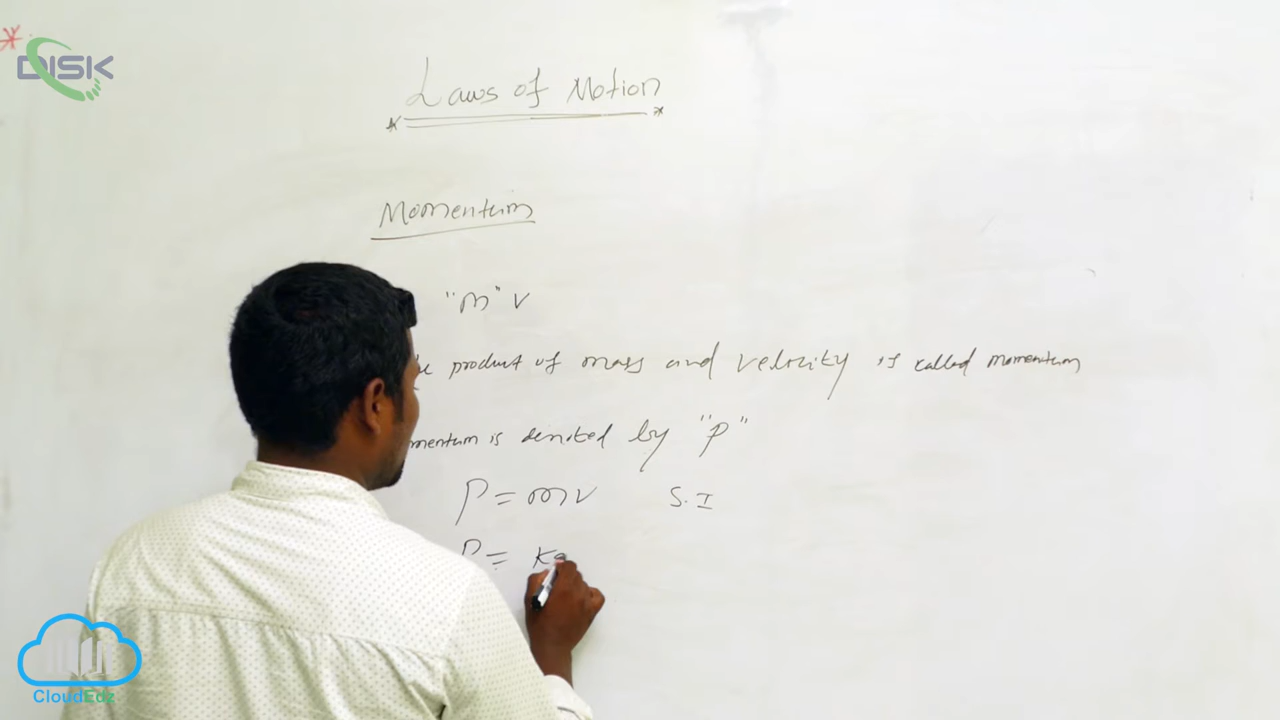 DISK
Laws of Motion
Momentum
"m" v
product of mass and velocity is called momentum
mentum is denoted by "p"
P = mv S.I
P = kg
CloudEdz